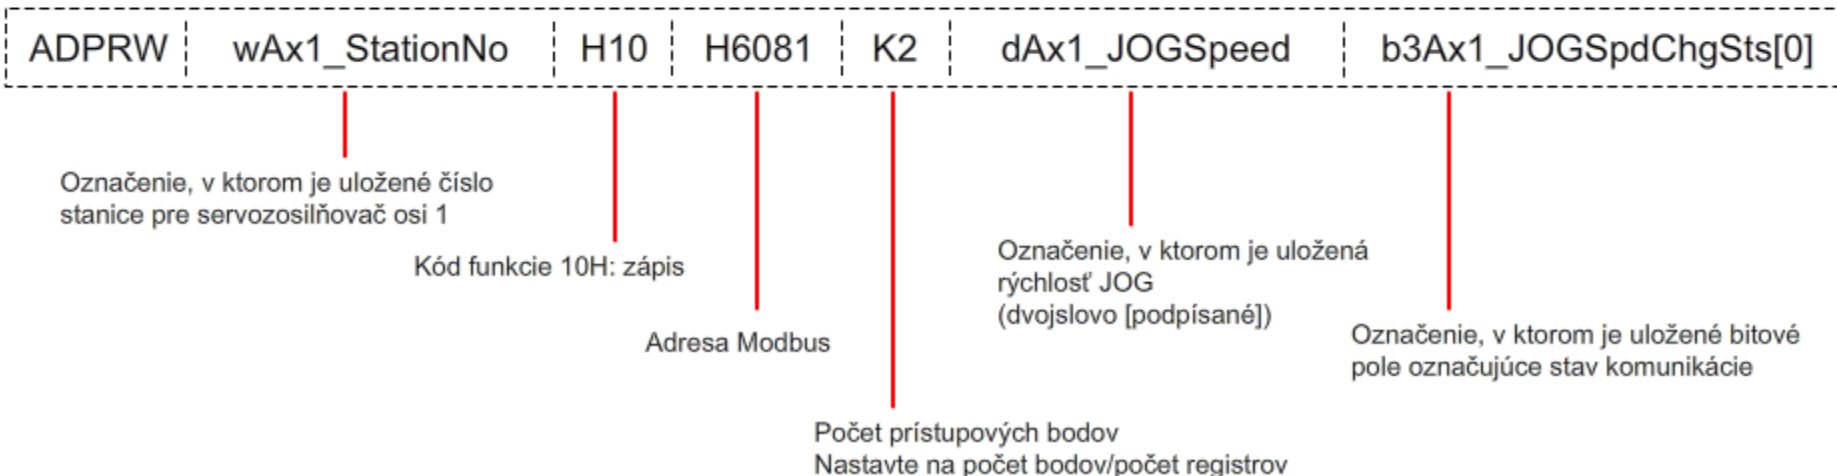 ADPRW wAx1_StationNo H10 H6081 K2 dAx1_JOGSpeed b3Ax1_JOGSpdChgSts[0]
Označenie, v ktorom je uložené číslo
stanice pre servozosilňovač osi 1
Kód funkcie 10H: zápis
Adresa Modbus
Počet prístupových bodov
Nastavte na počet bodov/počet registrov
Označenie, v ktorom je uložená
rýchlosť JOG
(dvojslovo [podpísané])
Označenie, v ktorom je uložené bitové
pole označujúce stav komunikácie